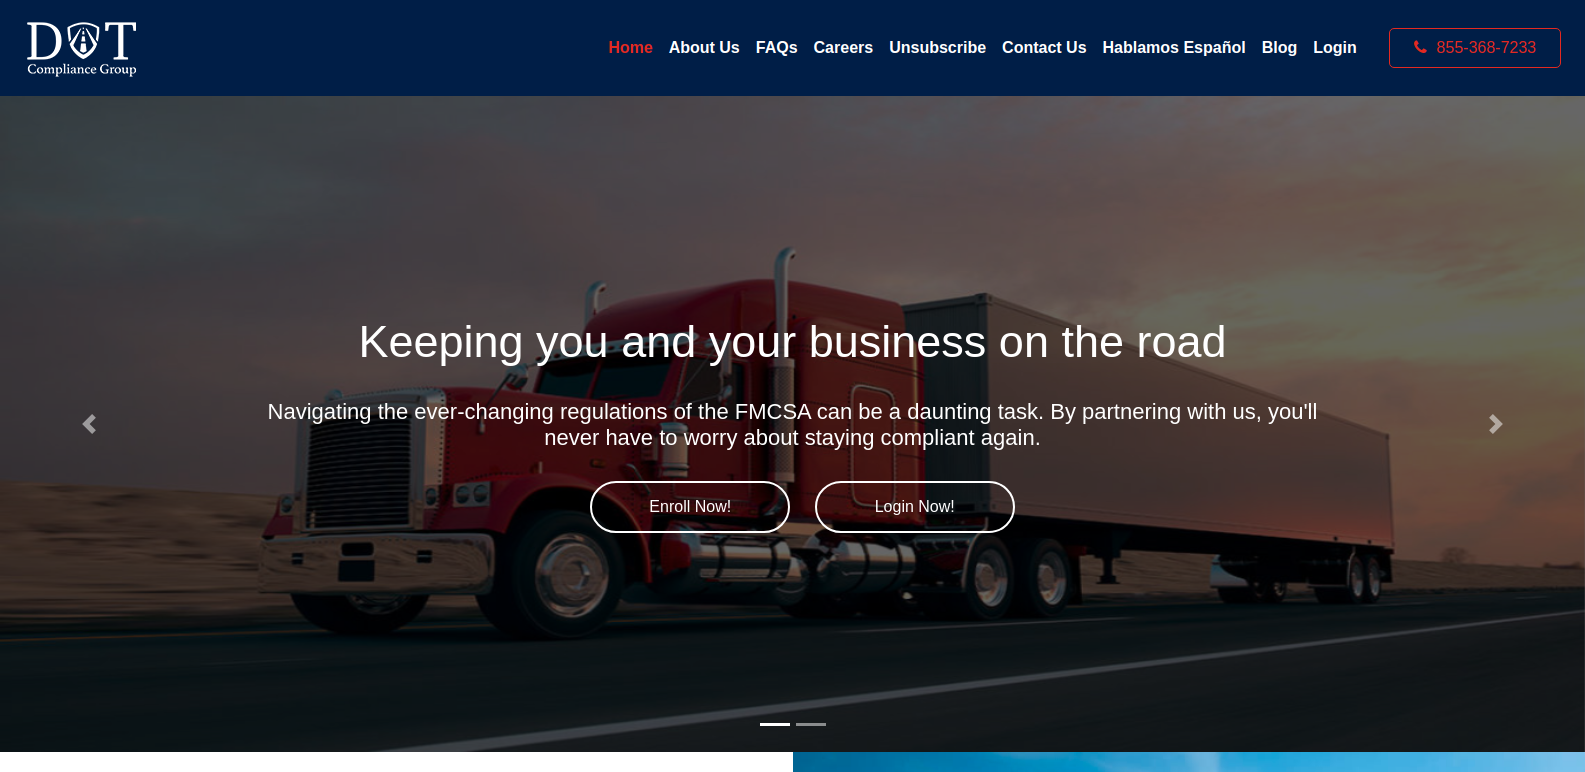 DOT
Compliance Group
Home
About Us
FAQs
Careers
Unsubscribe
Contact Us
Hablamos Español
Blog
Login
855-368-7233
Keeping you and your business on the road
Navigating the ever-changing regulations of the FMCSA can be a daunting task. By partnering with us, you'll
never have to worry about staying compliant again.
Enroll Now!
Login Now!